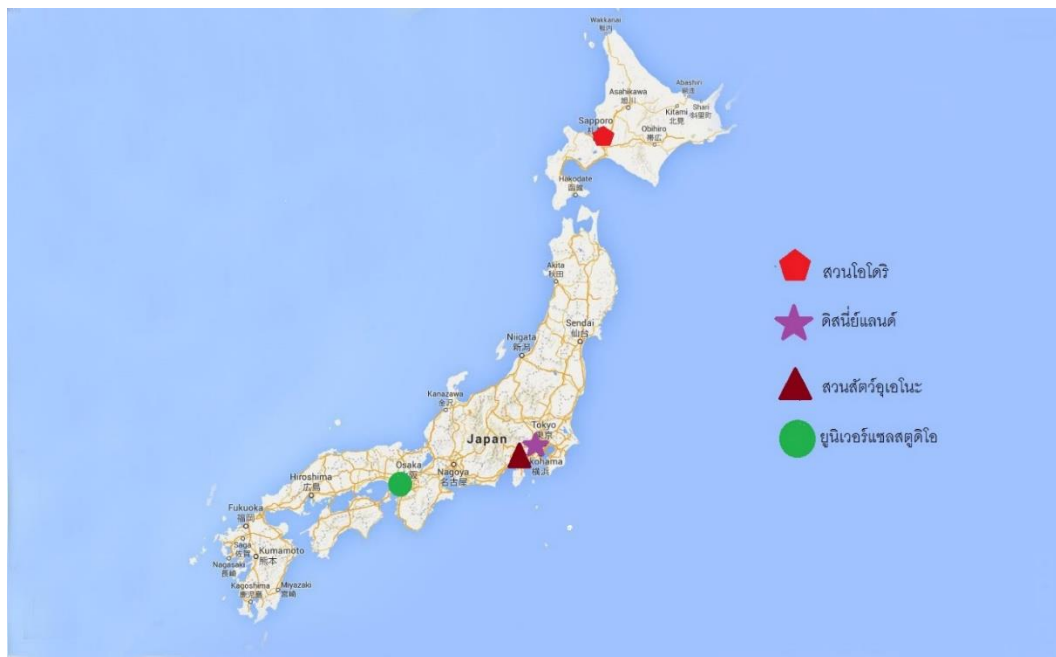 Wakkanai
稚内
Asahikawa
旭川
Abashiri
網走
Kitami
北見
Shari
斜里町
Sapporo
Obihiro
帯広
Hakodate
函館
Akita
秋田
Sendai
仙台
Niigata
新潟
Kanazawa
金沢
Tokyo
東京
Japan
kohama
横浜
Osaka
Nagoya
名古屋
Hiroshima
広島
Fukuoka
福岡
Saga
佐賀
Kumamoto
熊本
Nagasaki
長崎
Kagoshima
鹿児島
Miyazaki
宮崎
สวนโอโดริ
ดิสนี่ย์แลนด์
สวนสัตว์อุเอโนะ
ยูนิเวอร์แซลสตูดิโอ